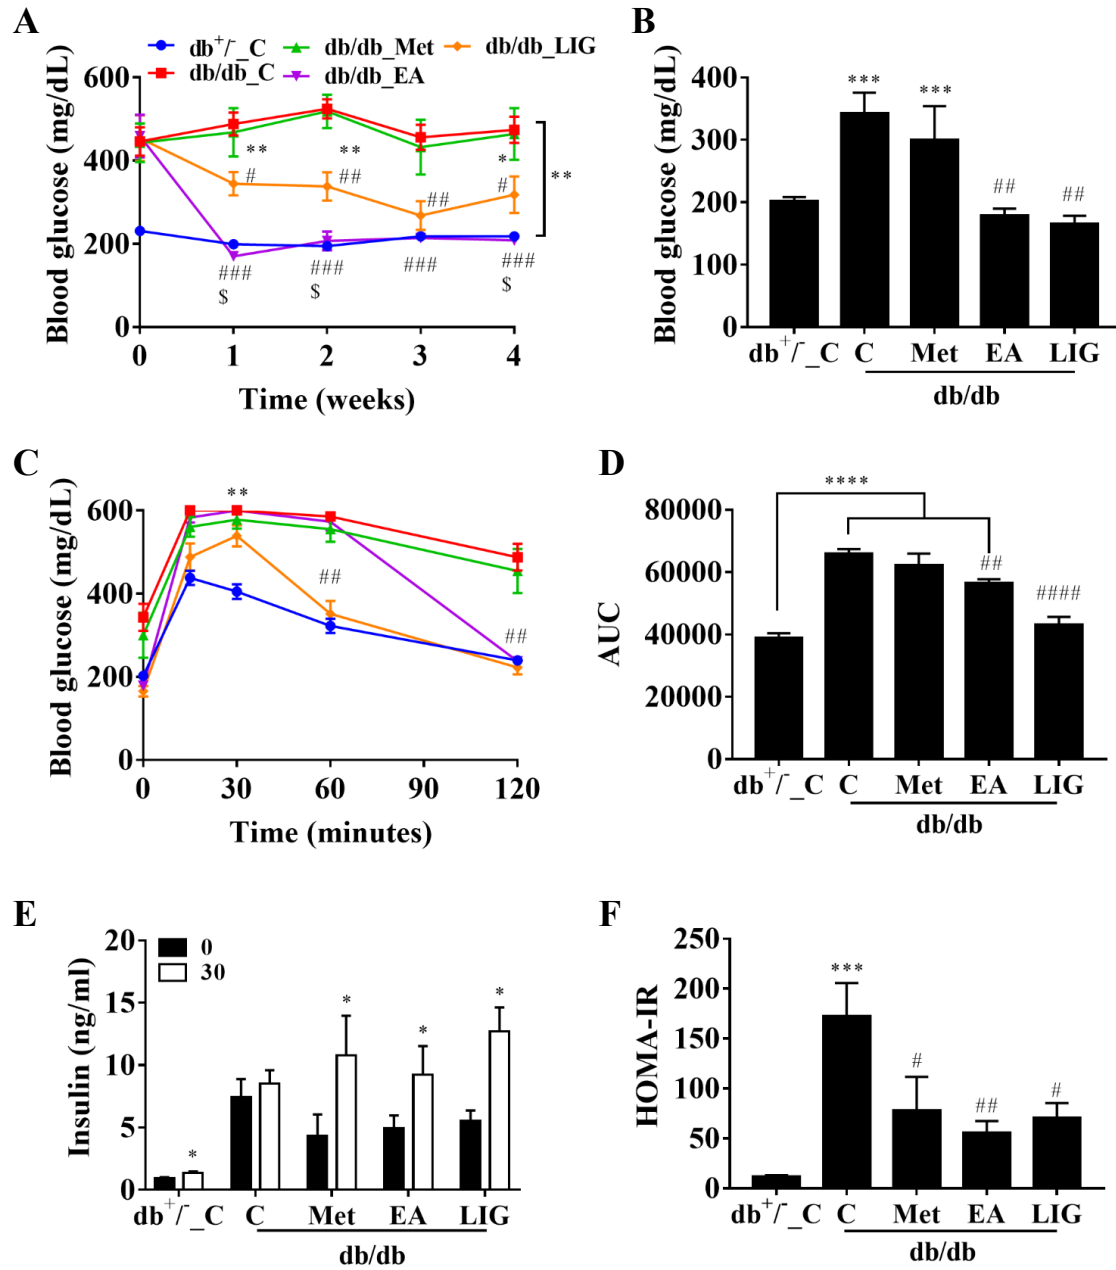 A
db+/-_C db/db_Met db/db_LIG
db/db_C db/db_EA
Blood glucose (mg/dL)
600
400
200
0
**
#
**
##
##
*
#
**
###
$
###
$
###
###
$
0 1 2 3 4
Time (weeks)
B
Blood glucose (mg/dL)
400
300
200
100
0
***
***
##
##
db+/-_C C Met EA LIG
db/db
C
Blood glucose (mg/dL)
600
400
200
0
**
##
##
0 30 60 90 120
Time (minutes)
D
AUC
80000
60000
40000
20000
0
****
##
####
db+/-_C C Met EA LIG
db/db
E
Insulin (ng/ml)
20
15
10
5
0
0
30
*
*
*
*
db+/-_C C Met EA LIG
db/db
F
HOMA-IR
250
200
150
100
50
0
***
#
##
#
db+/-_C C Met EA LIG
db/db